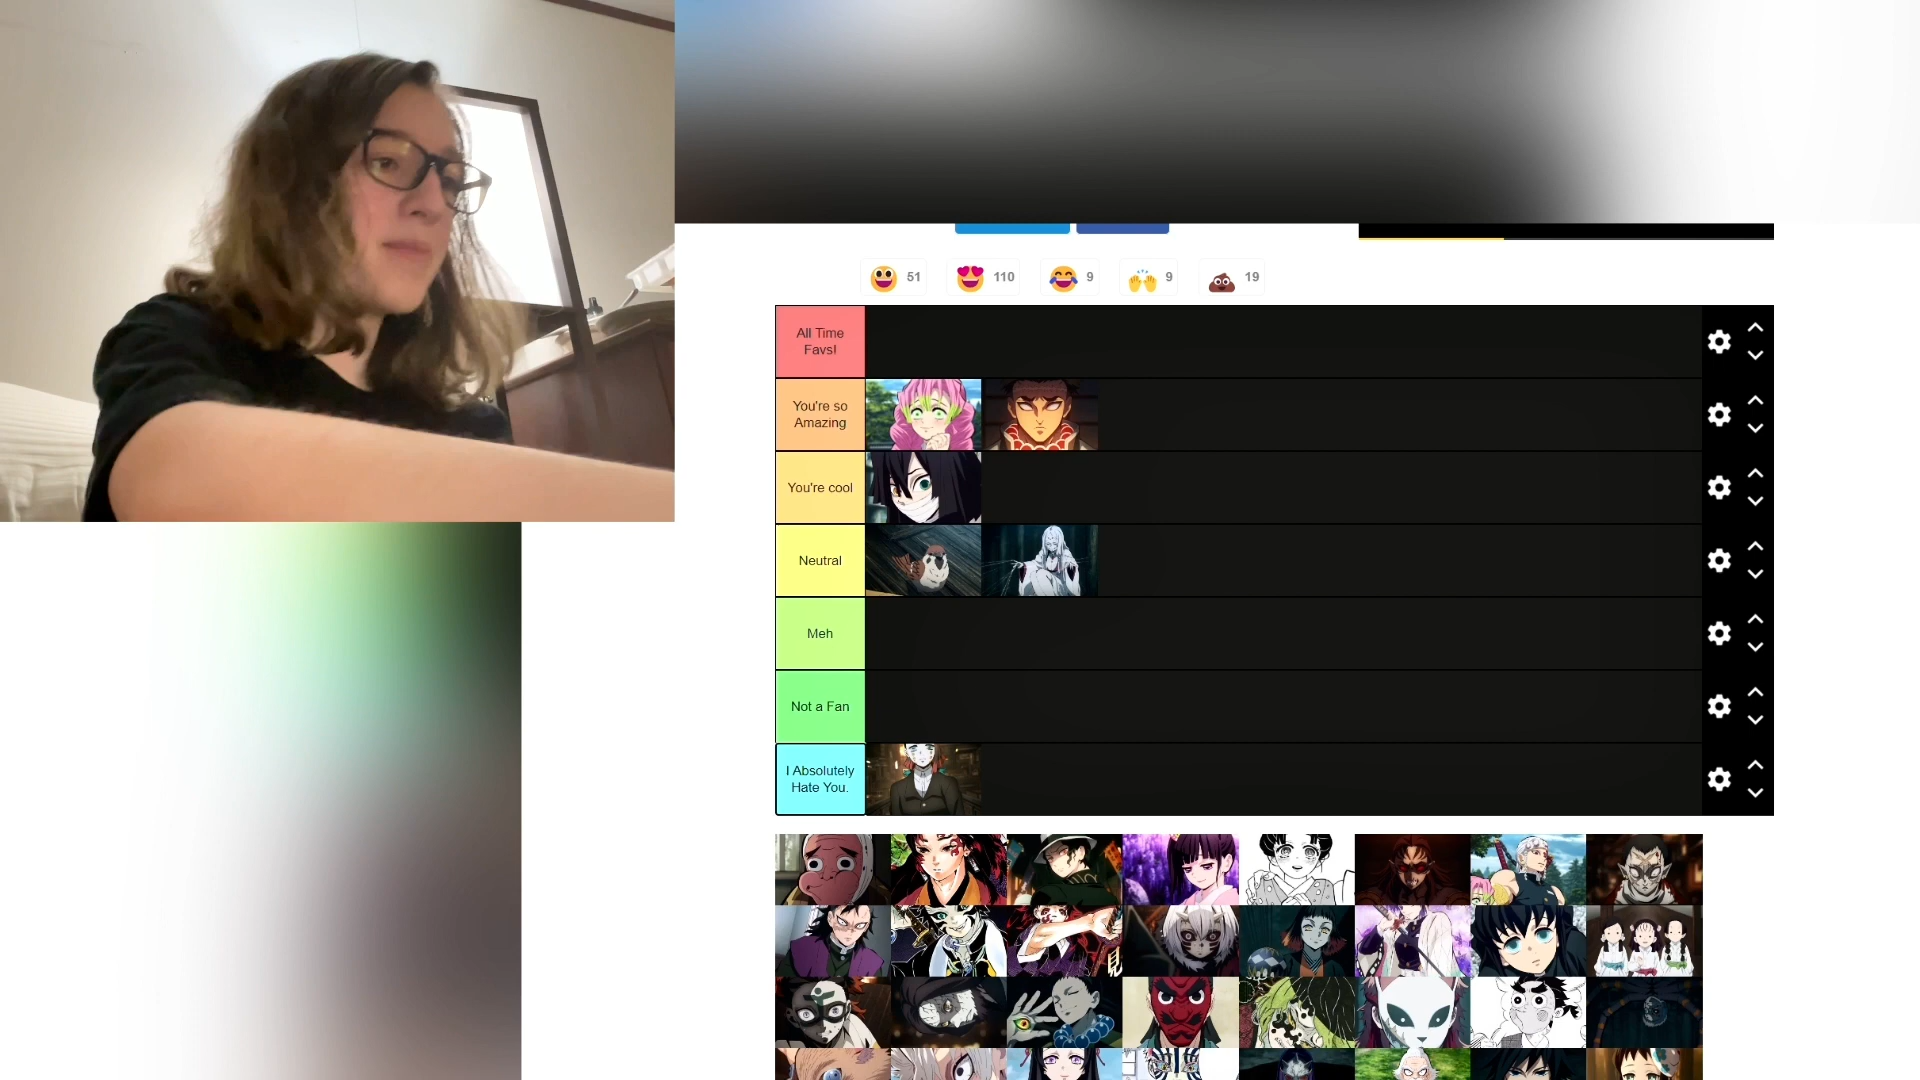 51
110
9
9
19
All Time
Favs!
You're so
Amazing
You're cool
Neutral
Meh
Not a Fan
I Absolutely
Hate You.